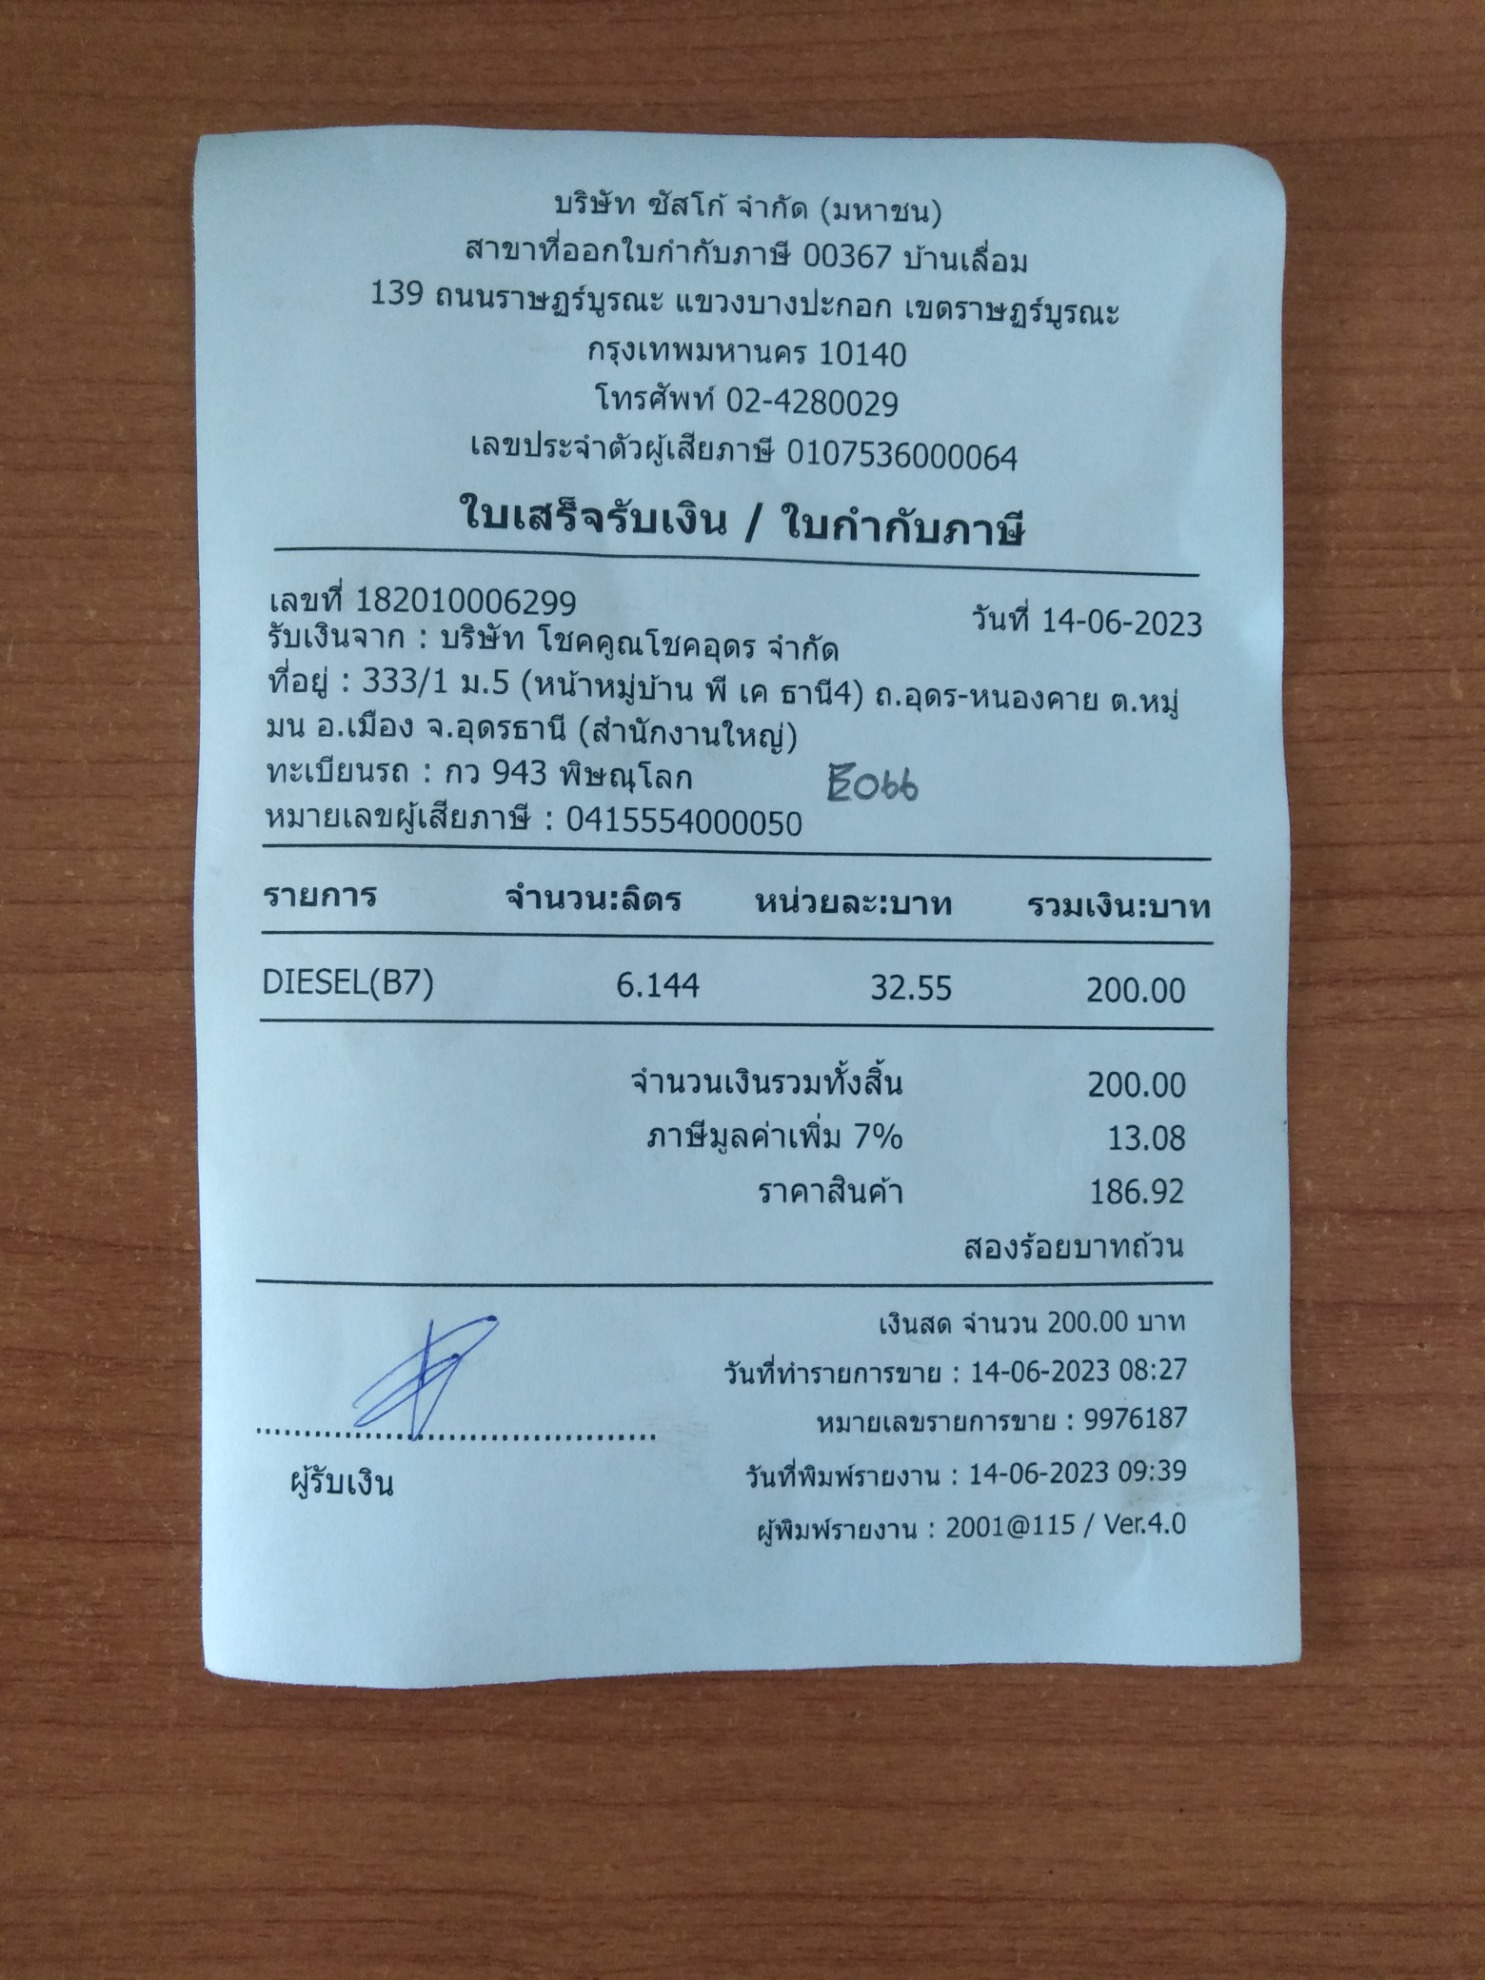 บริษัท ซัสโก้ จำกัด (มหาชน)
สาขาที่ออกใบกำกับภาษี 00367 บ้านเลื่อม
139 ถนนราษฏร์บูรณะ แขวงบางปะกอก เขตราษฏร์บูรณะ
กรุงเทพมหานคร 10140
โทรศัพท์ 02-4280029
เลขประจำตัวผู้เสียภาษี 0107536000064
ใบเสร็จรับเงิน / ใบกำกับภาษี
เลขที่ 182010006299 วันที่ 14-06-2023
รับเงินจาก : บริษัท โชคคูณโชคอุดร จำกัด
ที่อยู่ : 333/1 ม.5 (หน้าหมู่บ้าน พี เค ธานี4) ถ.อุดร-หนองคาย ต.หมู่
มน อ.เมือง จ.อุดรธานี (สำนักงานใหญ่)
ทะเบียนรถ : กว 943 พิษณุโลก E066
หมายเลขผู้เสียภาษี : 0415554000050
รายการ จำนวน:ลิตร หน่วยละ:บาท รวมเงิน:บาท
DIESEL(B7) 6.144 32.55 200.00
จำนวนเงินรวมทั้งสิ้น 200.00
ภาษีมูลค่าเพิ่ม 7% 13.08
ราคาสินค้า 186.92
สองร้อยบาทถ้วน
เงินสด จำนวน 200.00 บาท
วันที่ทำรายการขาย : 14-06-2023 08:27
หมายเลขรายการขาย : 9976187
ผู้รับเงิน วันที่พิมพ์รายงาน : 14-06-2023 09:39
ผู้พิมพ์รายงาน : 2001@115 / Ver.4.0